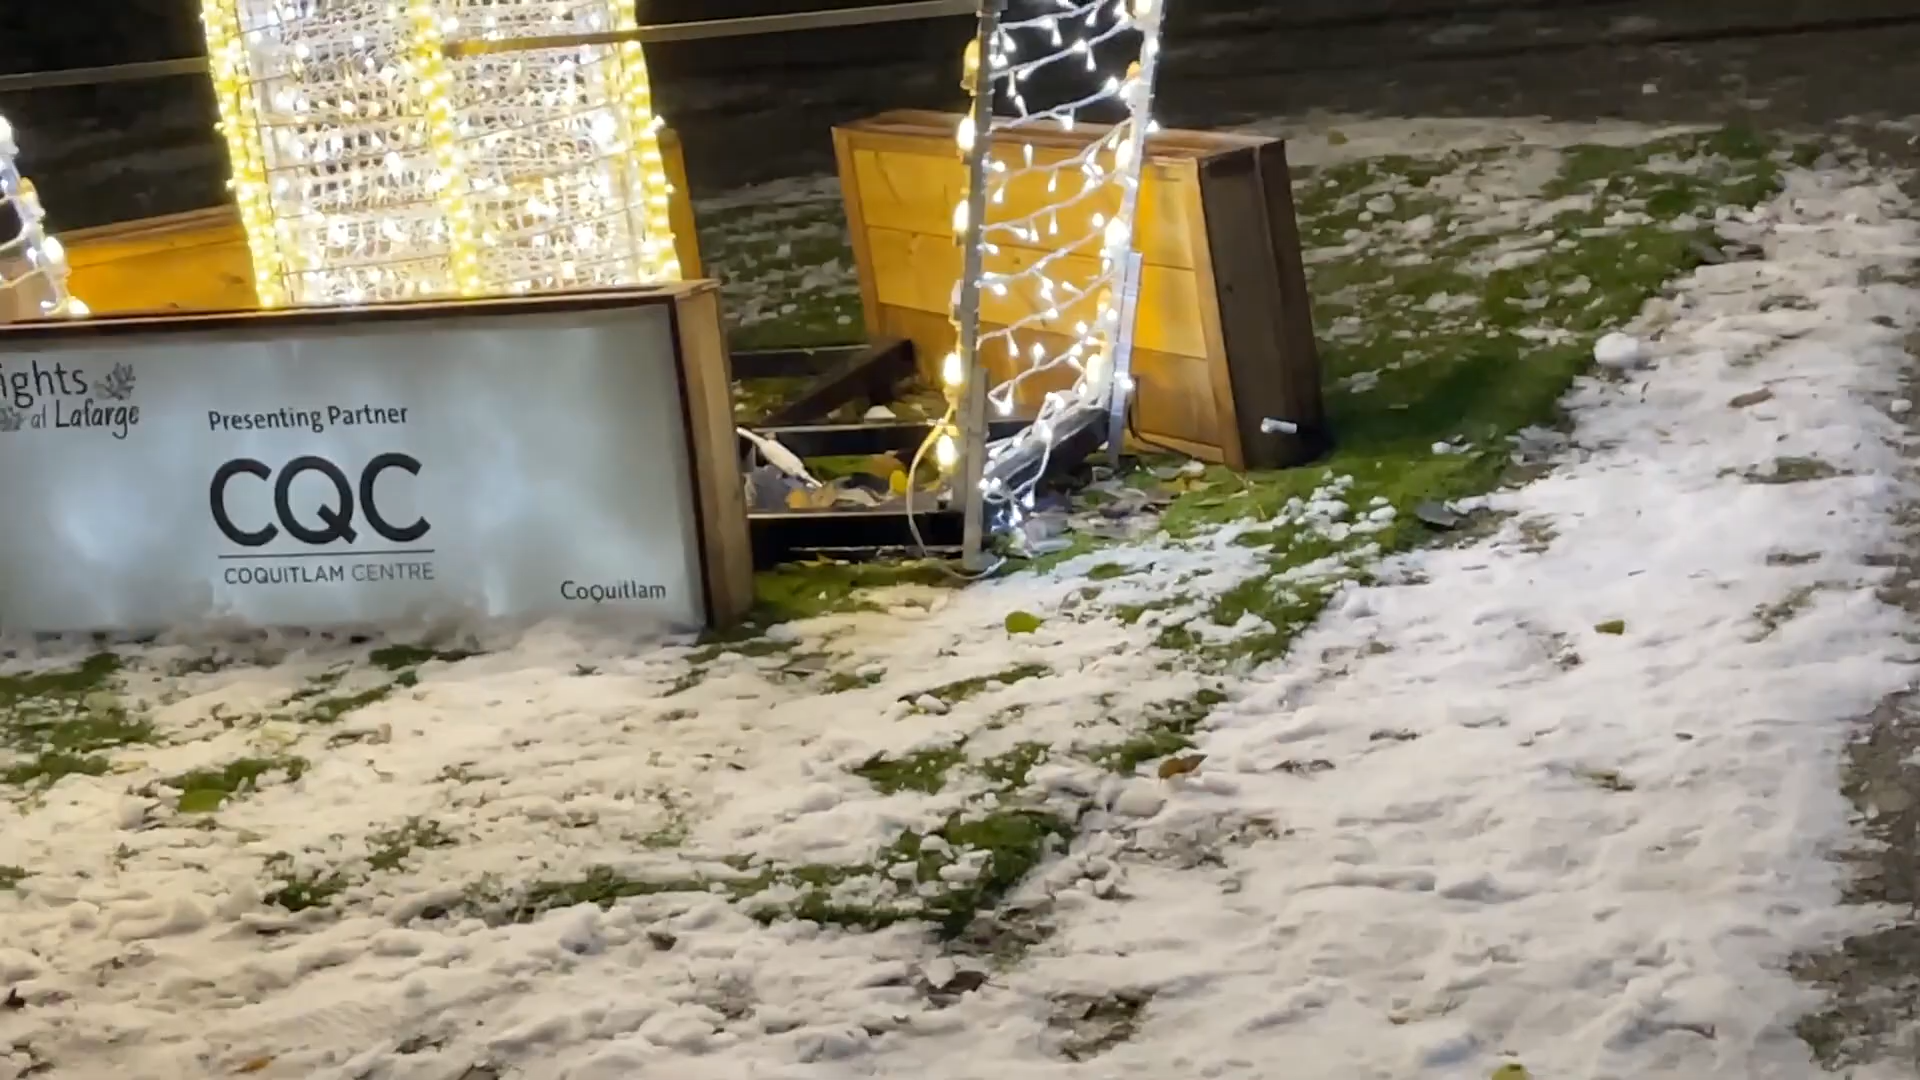 ights
at Lafarge
Presenting Partner
CQC
COQUITLAM CENTRE
Coquitlam